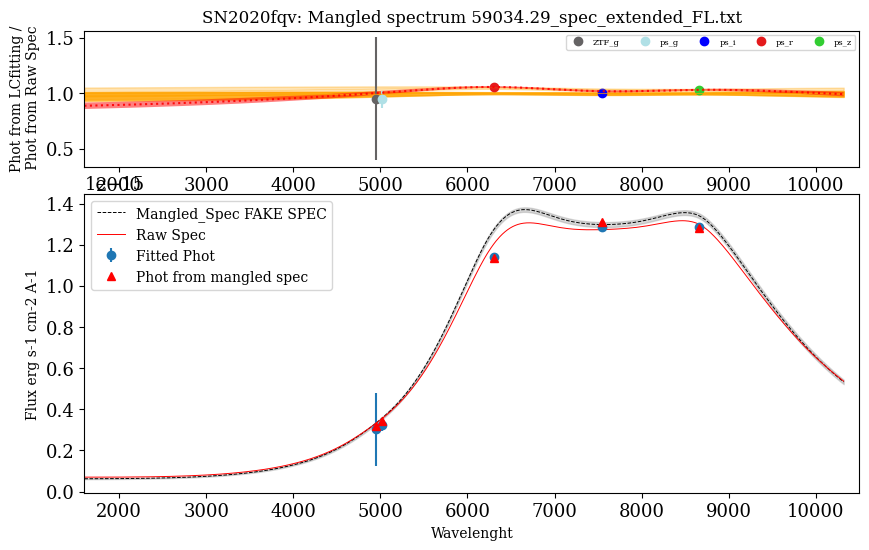 SN2020fqv: Mangled spectrum 59034.29_spec_extended_FL.txt
Phot from LCfitting /
Phot from Raw Spec
1.5
1.0
0.5
ZTF_g ps_g ps_i ps_r ps_z
2000 3000 4000 5000 6000 7000 8000 9000 10000
1e−15
Flux erg s-1 cm-2 A-1
1.4
1.2
1.0
0.8
0.6
0.4
0.2
0.0
Mangled_Spec FAKE SPEC
Raw Spec
Fitted Phot
Phot from mangled spec
2000 3000 4000 5000 6000 7000 8000 9000 10000
Wavelenght